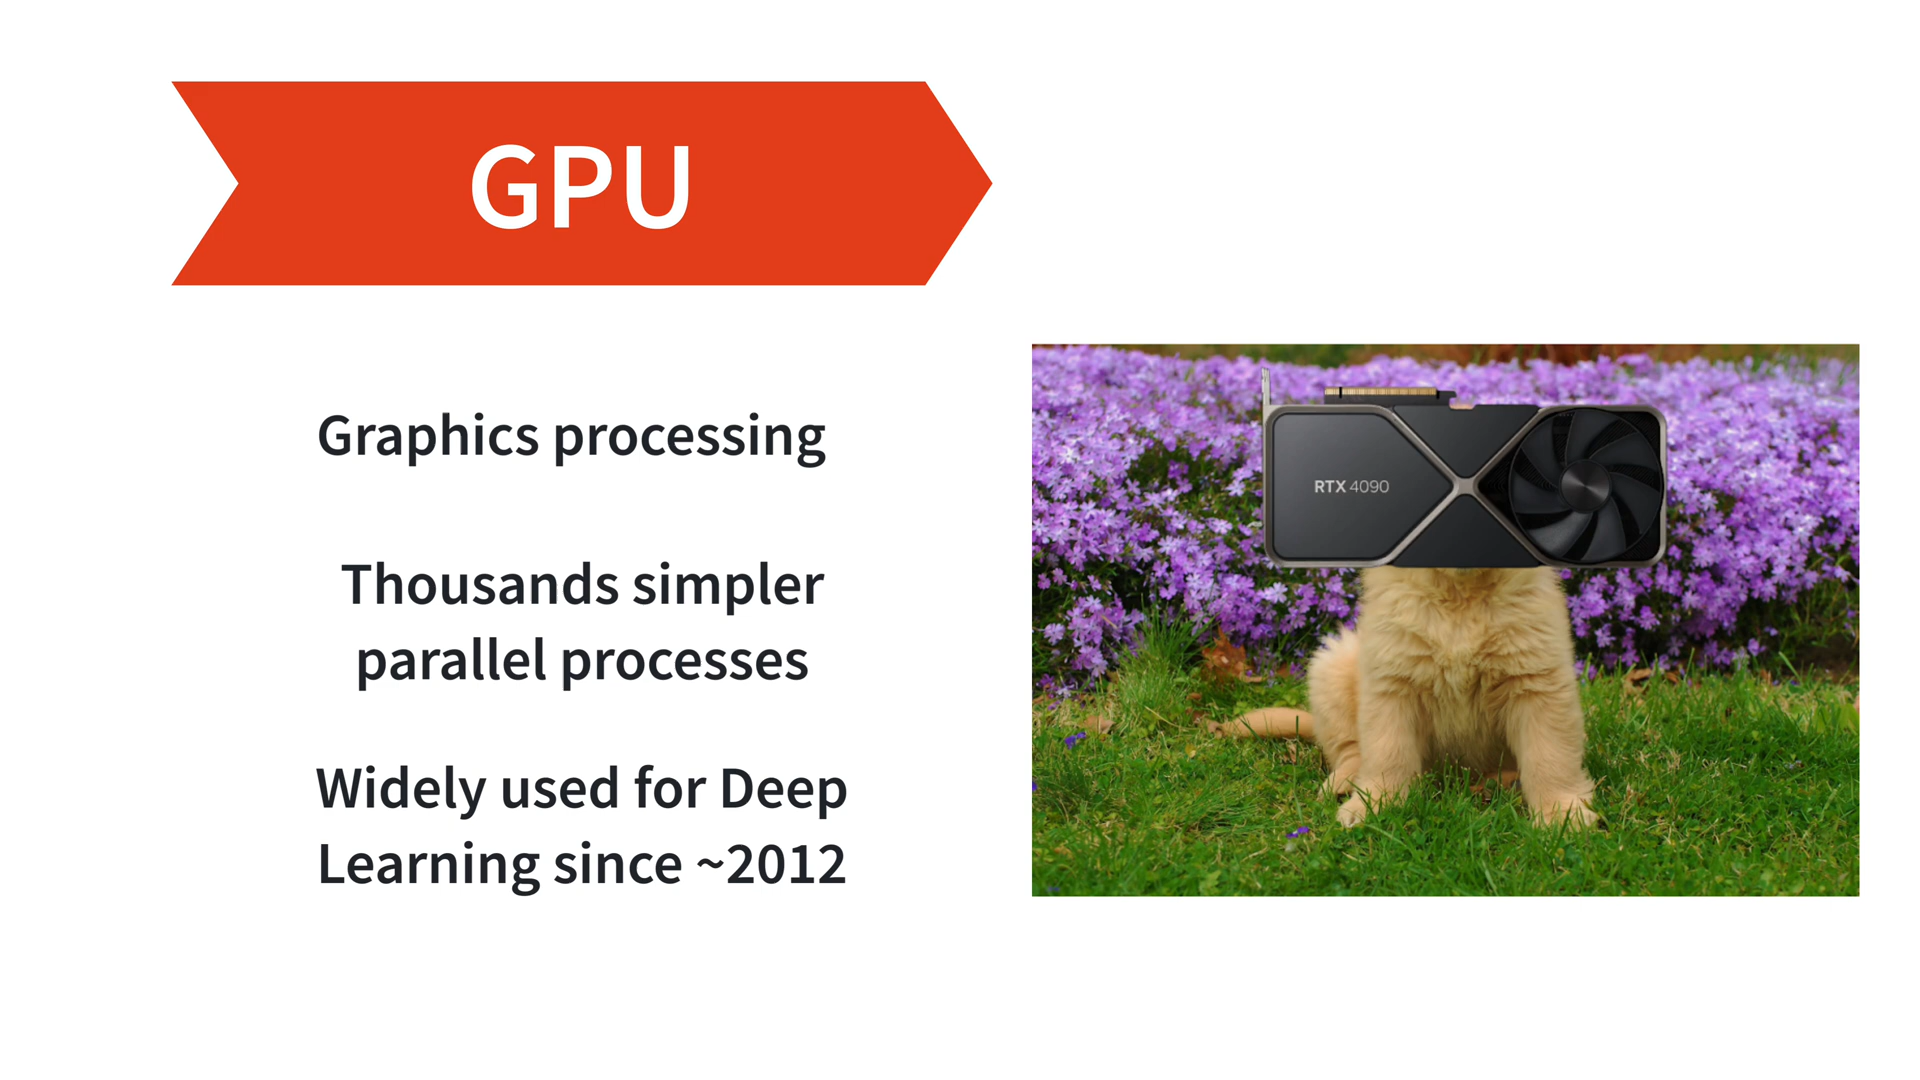 GPU
Graphics processing
Thousands simpler
parallel processes
Widely used for Deep
Learning since ~2012
RTX 4090